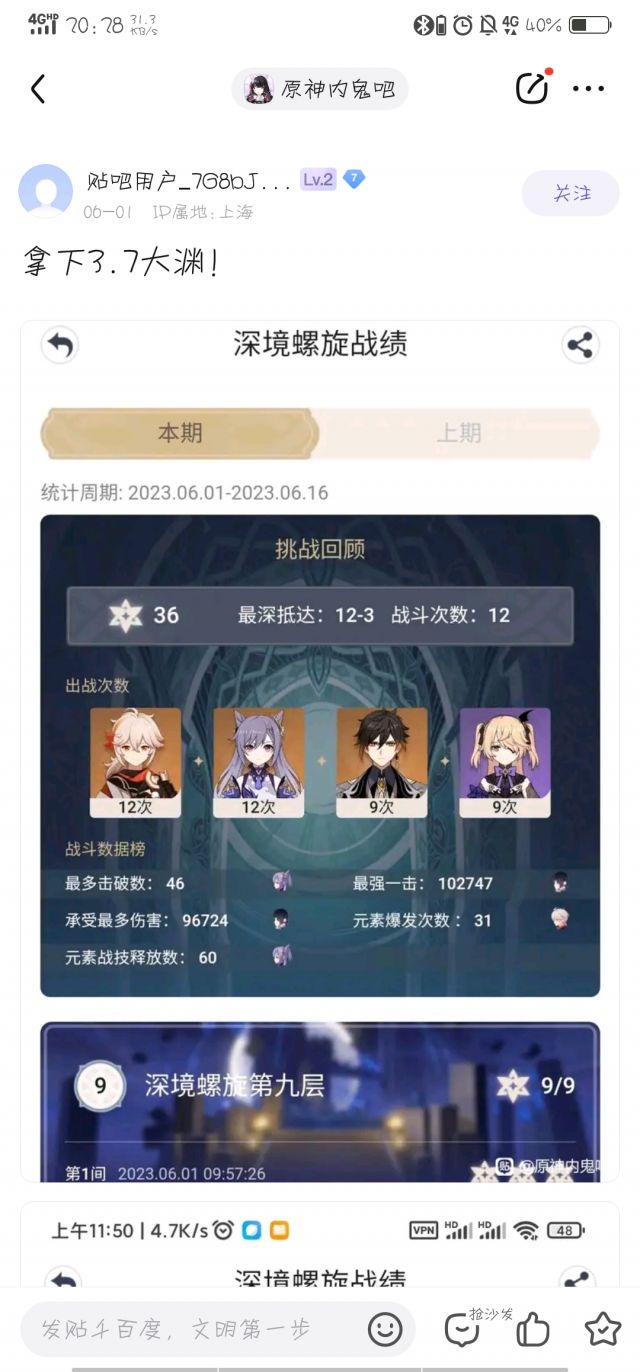 4GHD 20:28 31.3 KB/s 4G 40%
原神内鬼吧
贴吧用户_7G8bJ... Lv.2 7
关注
06-01 IP属地:上海
拿下3.7大渊!
深境螺旋战绩
本期 上期
统计周期: 2023.06.01-2023.06.16
挑战回顾
36 最深抵达: 12-3 战斗次数: 12
出战次数
12次 12次 9次 9次
战斗数据榜
最多击破数: 46 最强一击: 102747
承受最多伤害: 96724 元素爆发次数: 31
元素战技释放数: 60
9 深境螺旋第九层 9/9
第1间 2023.06.01 09:57:26
贴 @原神内鬼吧
上午11:50 | 4.7K/s VPN HD HD 48
深境螺旋战绩
发贴千百度，文明第一步 抢沙发